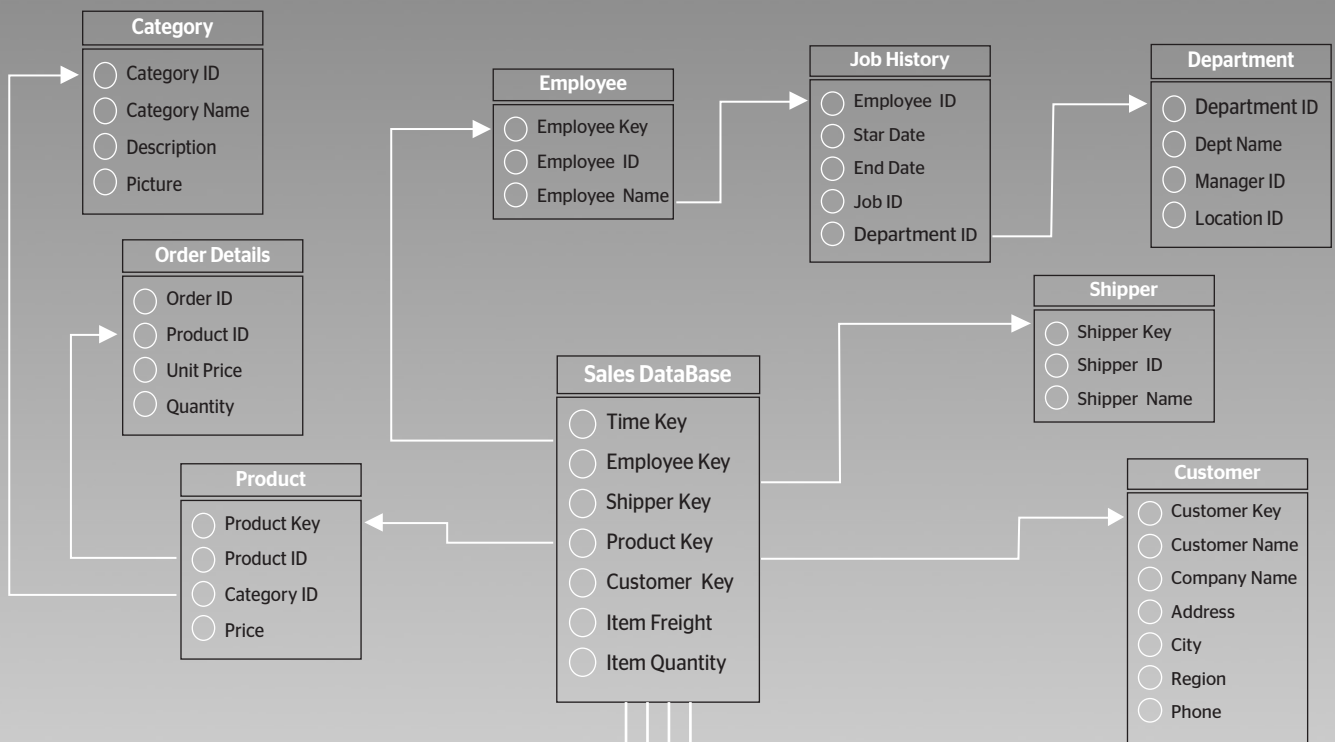 Category
Category ID
Category Name
Description
Picture
Employee
Employee Key
Employee ID
Employee Name
Job History
Employee ID
Star Date
End Date
Job ID
Department ID
Department
Department ID
Dept Name
Manager ID
Location ID
Order Details
Order ID
Product ID
Unit Price
Quantity
Shipper
Shipper Key
Shipper ID
Shipper Name
Sales DataBase
Time Key
Employee Key
Shipper Key
Product Key
Customer Key
Item Freight
Item Quantity
Product
Product Key
Product ID
Category ID
Price
Customer
Customer Key
Customer Name
Company Name
Address
City
Region
Phone